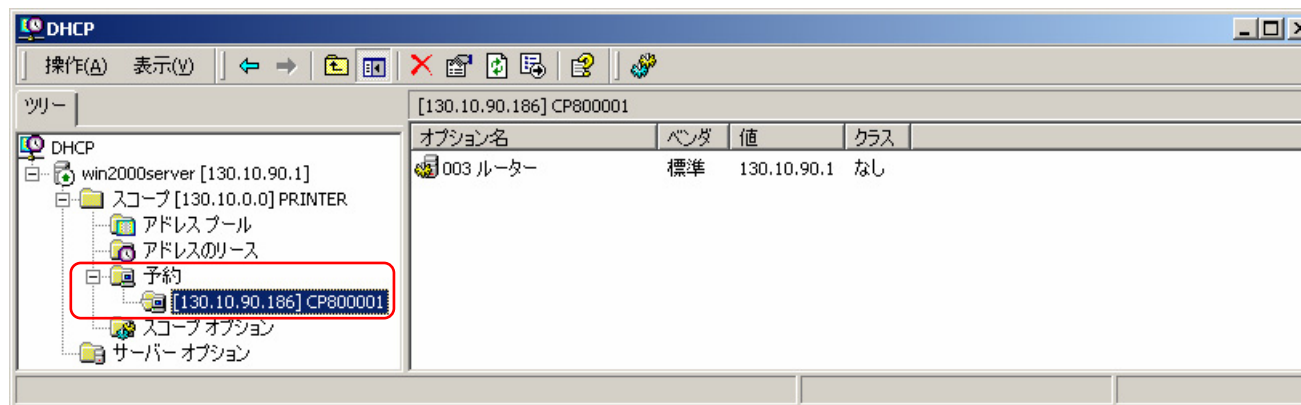 DHCP
操作(A) 表示(V)
ツリー
[130.10.90.186] CP800001
オプション名 ベンダ 値 クラス
003 ルーター 標準 130.10.90.1 なし
DHCP
win2000server [130.10.90.1]
スコープ [130.10.0.0] PRINTER
アドレス プール
アドレスのリース
予約
[130.10.90.186] CP800001
スコープ オプション
サーバー オプション